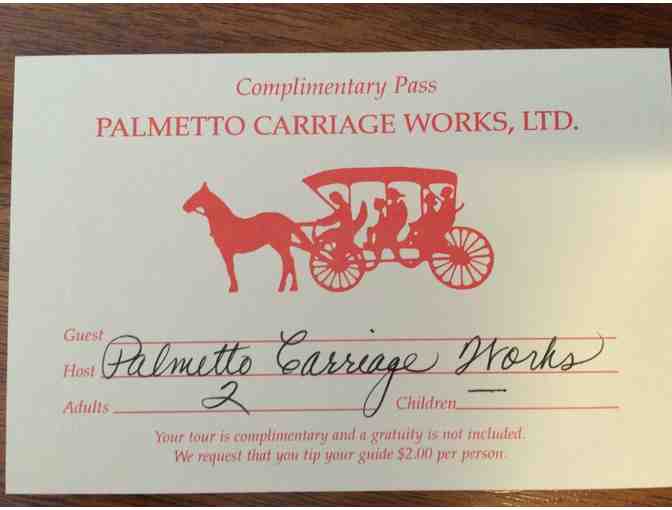 Complimentary Pass
PALMETTO CARRIAGE WORKS, LTD.
Guest
Host Palmetto Carriage Works
Adults 2 Children —
Your tour is complimentary and a gratuity is not included.
We request that you tip your guide $2.00 per person.